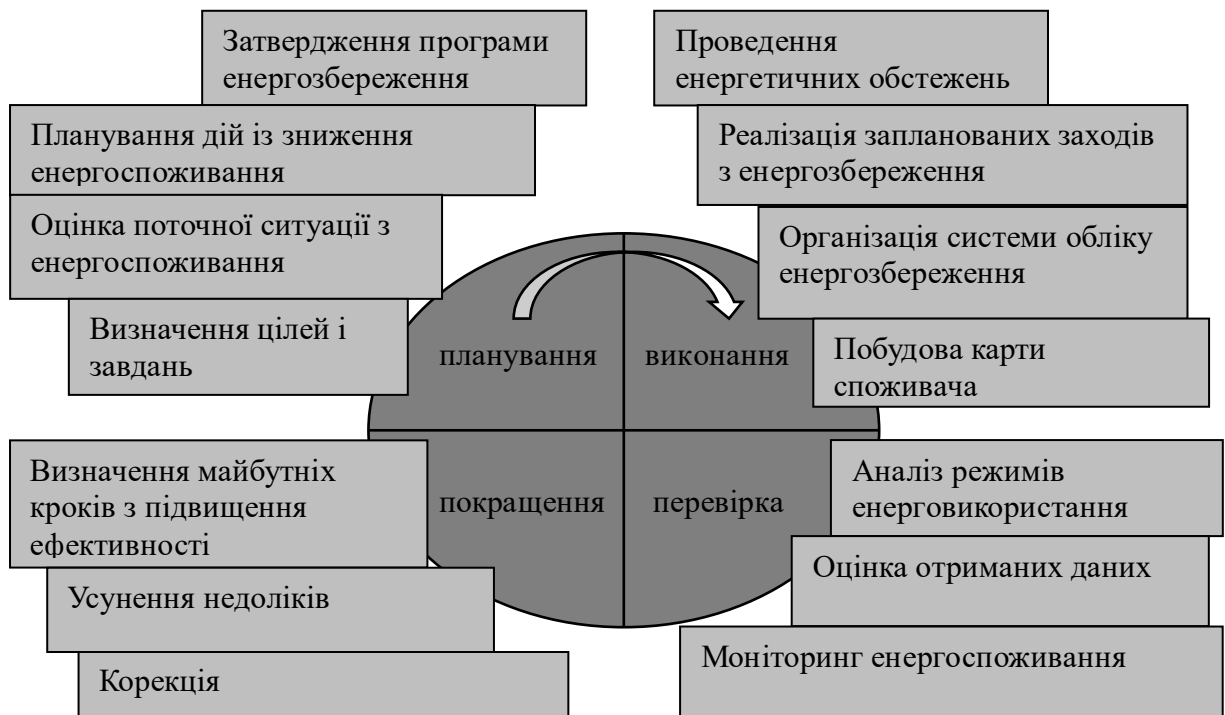 Затвердження програми
енергозбереження
Планування дій із зниження
енергоспоживання
Оцінка поточної ситуації з
енергоспоживання
Визначення цілей і
завдань
Проведення
енергетичних обстежень
Реалізація запланованих заходів
з енергозбереження
Організація системи обліку
енергозбереження
Побудова карти
споживача
планування
виконання
покращення
перевірка
Визначення майбутніх
кроків з підвищення
ефективності
Усунення недоліків
Корекція
Аналіз режимів
енерговикористання
Оцінка отриманих даних
Моніторинг енергоспоживання